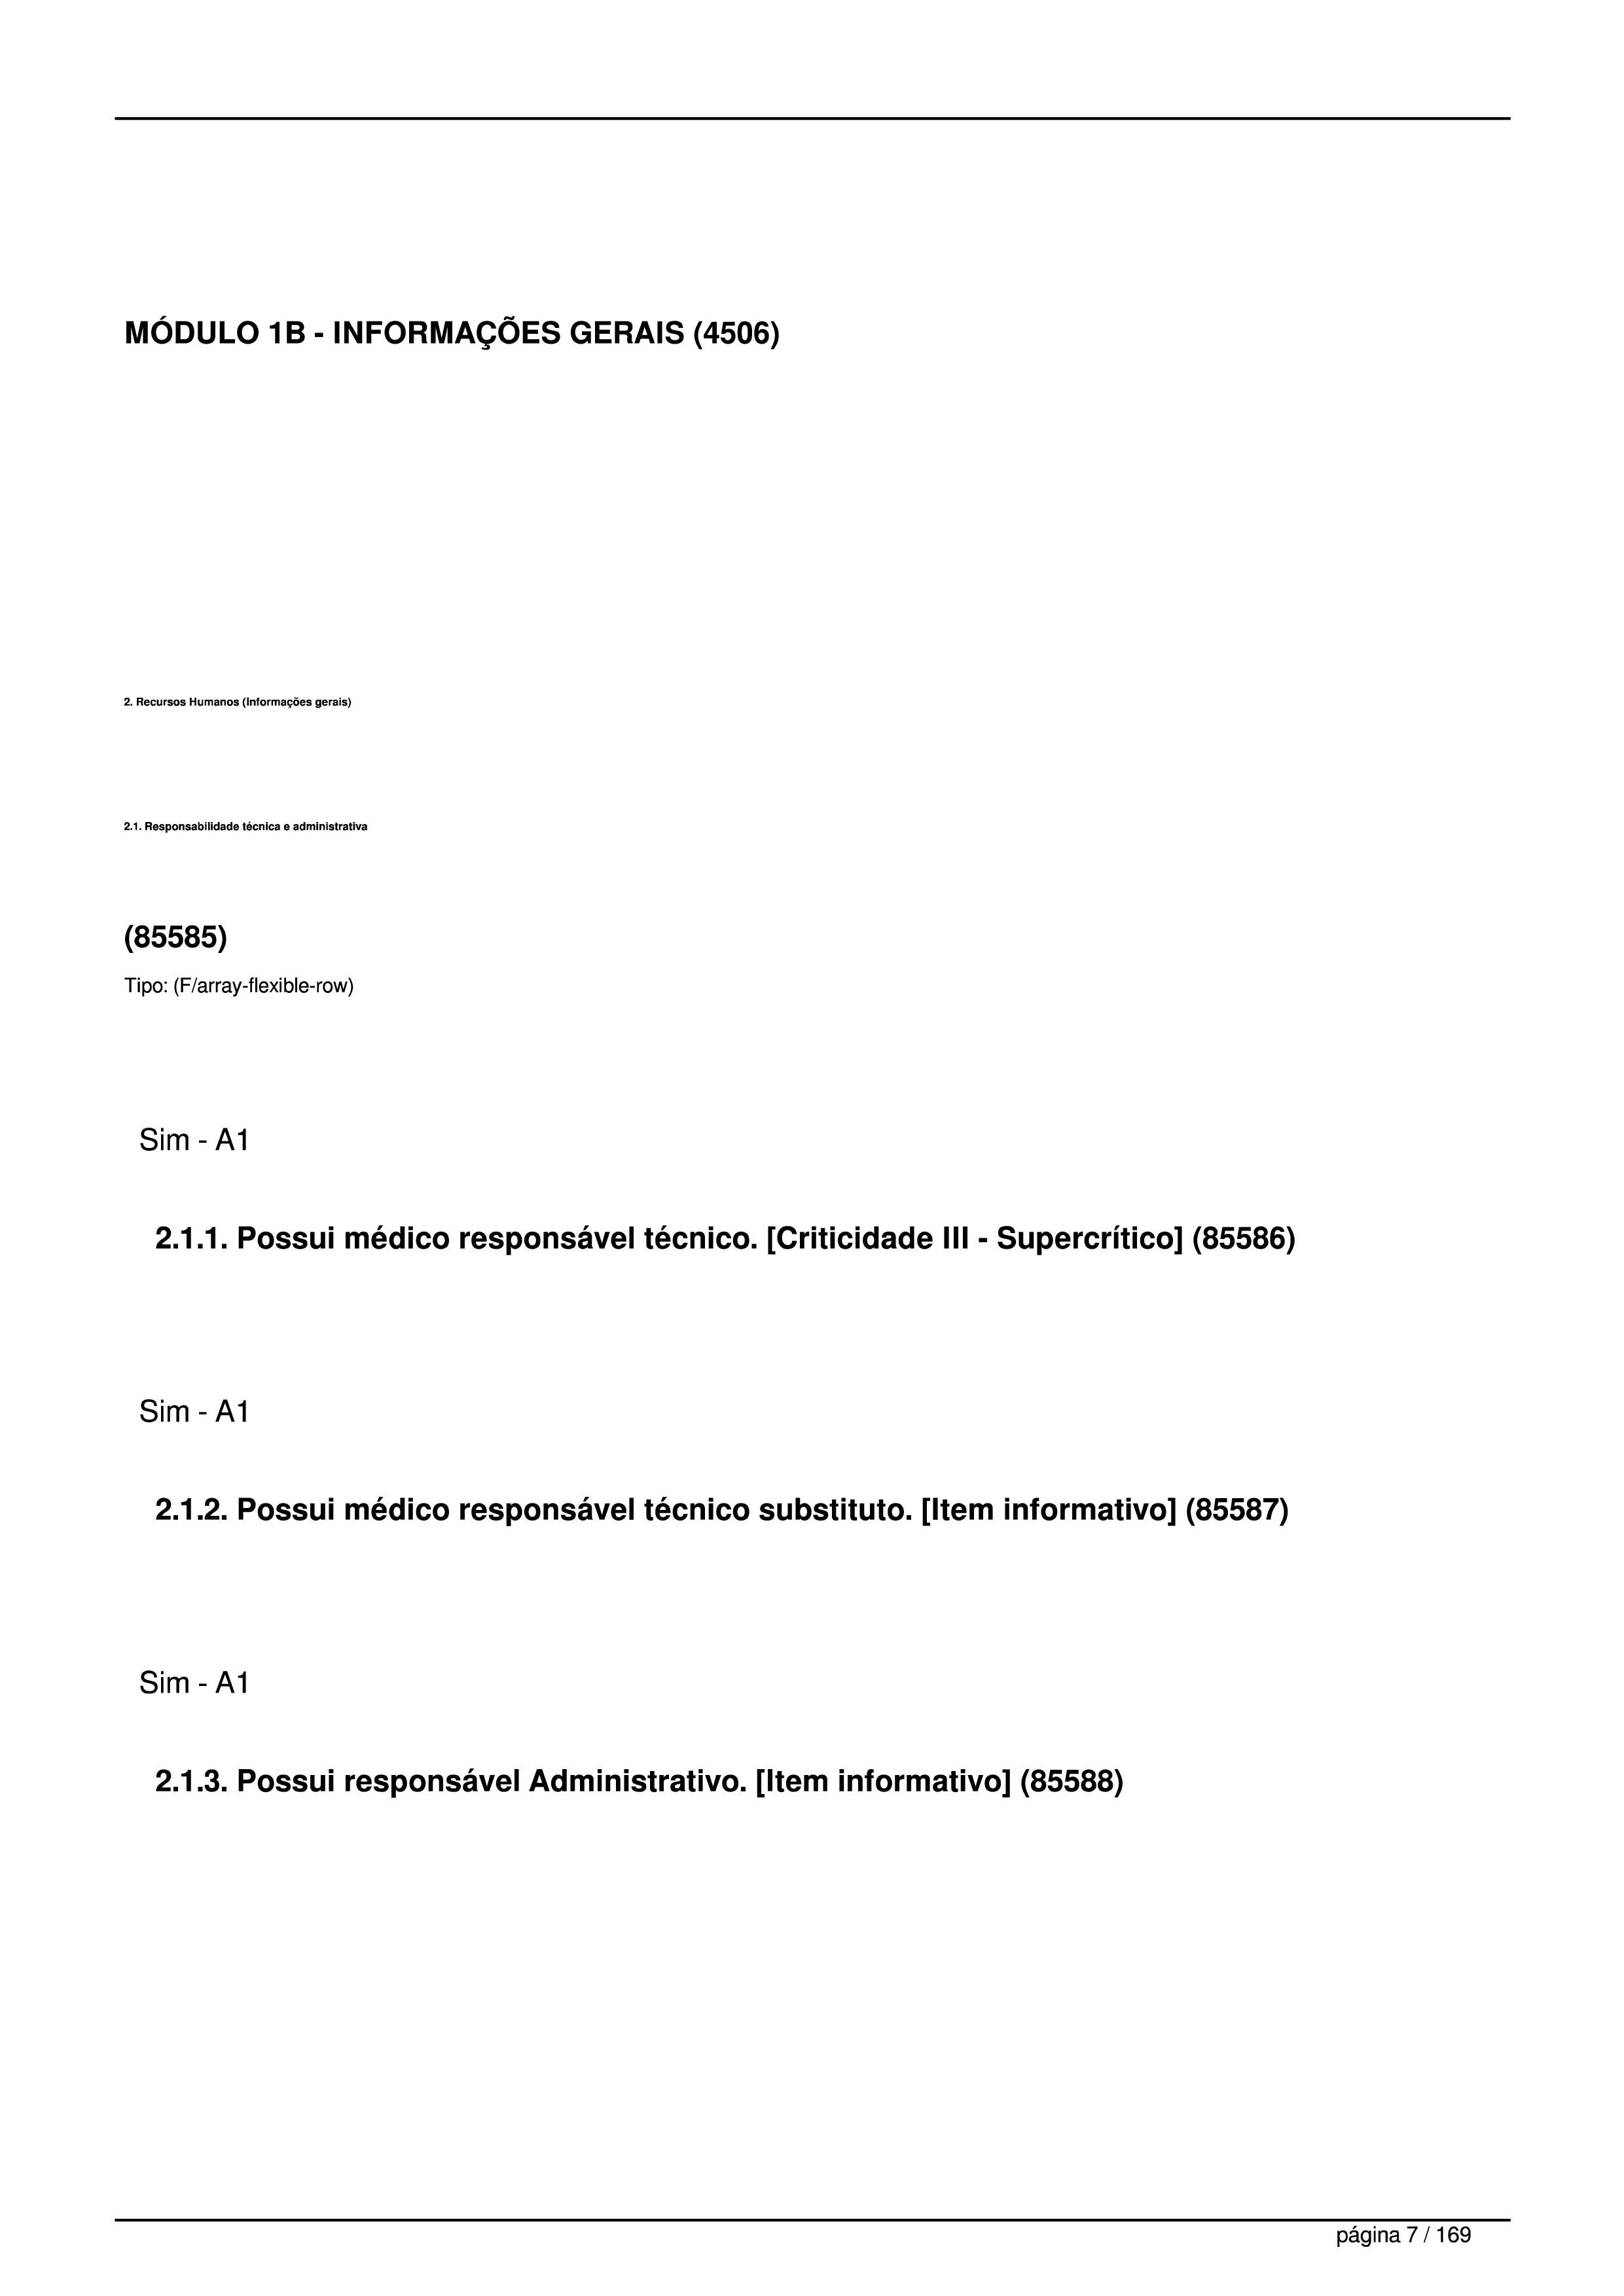 MÓDULO 1B - INFORMAÇÕES GERAIS (4506)
2. Recursos Humanos (Informações gerais)
2.1. Responsabilidade técnica e administrativa
(85585)
Tipo: (F/array-flexible-row)
Sim - A1
2.1.1. Possui médico responsável técnico. [Criticidade III - Supercrítico] (85586)
Sim - A1
2.1.2. Possui médico responsável técnico substituto. [Item informativo] (85587)
Sim - A1
2.1.3. Possui responsável Administrativo. [Item informativo] (85588)
página 7 / 169